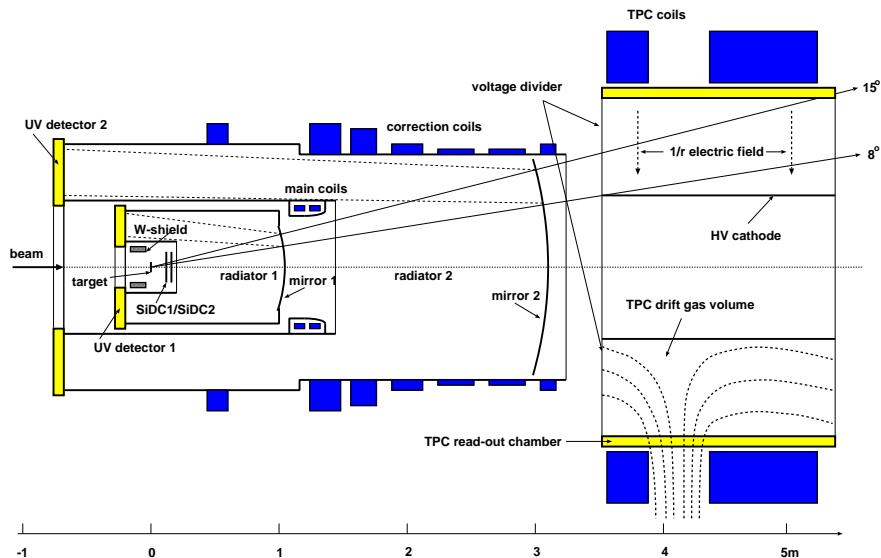 TPC coils
voltage divider
15°
UV detector 2
correction coils
1/r electric field
8°
main coils
W-shield
HV cathode
beam
target
radiator 1
mirror 1
radiator 2
mirror 2
SiDC1/SiDC2
TPC drift gas volume
UV detector 1
TPC read-out chamber
-1 0 1 2 3 4 5m